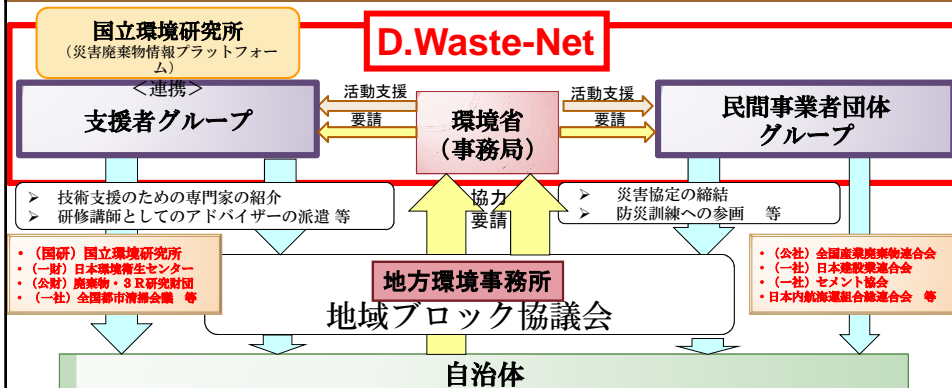 国立環境研究所
(災害廃棄物情報プラットフォー
ム)
D.Waste-Net
<連携>
支援者グループ
活動支援
要請
環境省
(事務局)
活動支援
要請
民間事業者団体
グループ
➢ 技術支援のための専門家の紹介
➢ 研修講師としてのアドバイザーの派遣 等
協力
要請
➢ 災害協定の締結
➢ 防災訓練への参画 等
・(国研)国立環境研究所
・(一財)日本環境衛生センター
・(公財)廃棄物・3R研究財団
・(一社)全国都市清掃会議 等
地方環境事務所
・(公社)全国産業廃棄物連合会
・(一社)日本建設業連合会
・(一社)セメント協会
・日本内航海運組合総連合会 等
地域ブロック協議会
自治体